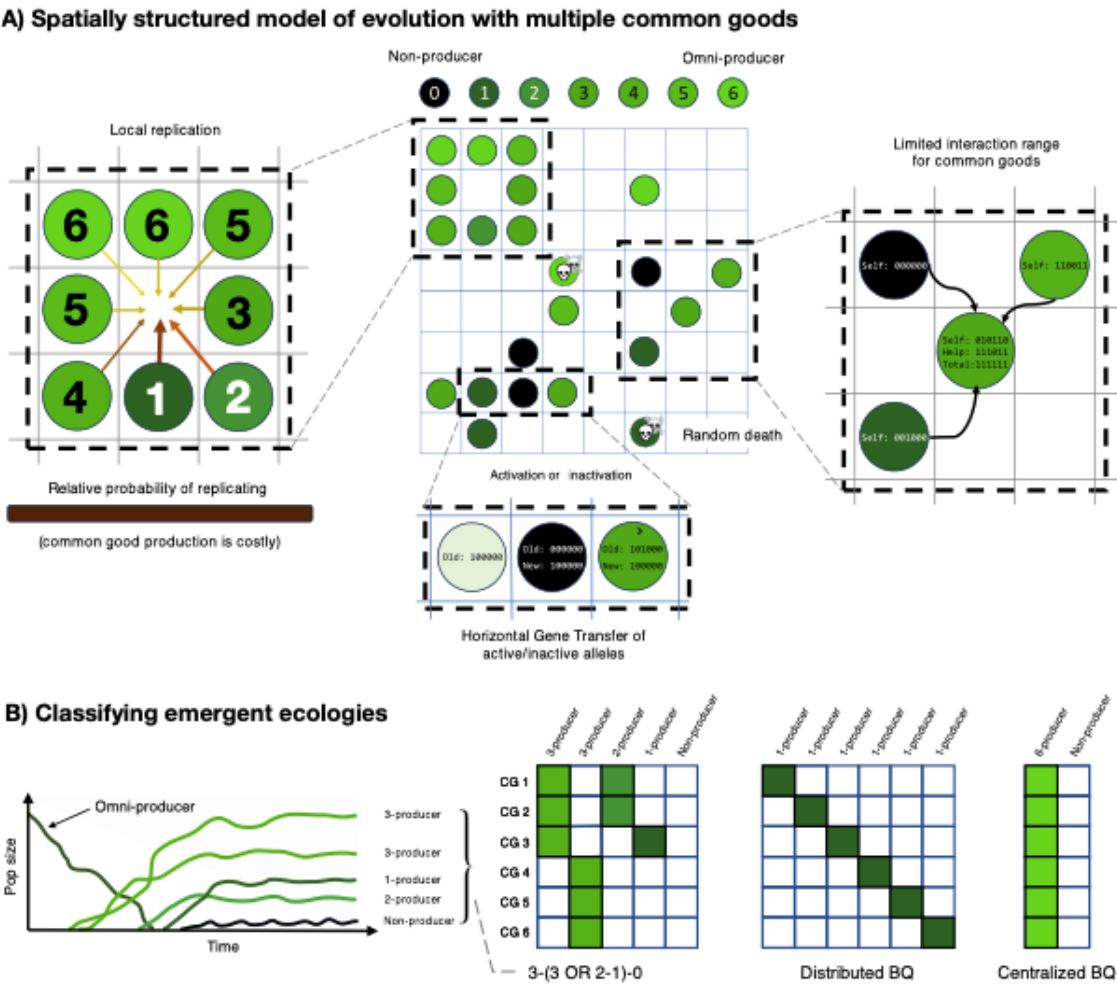 A) Spatially structured model of evolution with multiple common goods
Non-producer
Omni-producer
0 1 2 3 4 5 6
Local replication
6 6 5
5 3
4 1 2
Relative probability of replicating
(common good production is costly)
Limited interaction range
for common goods
Self: 000000
Self: 110011
Self: 010110
Help: 111011
Total:111111
Self: 001000
Random death
Activation or inactivation
Old: 100000
Old: 000000
New: 100000
Old: 101000
New: 100000
Horizontal Gene Transfer of
active/inactive alleles
B) Classifying emergent ecologies
Pop size
Omni-producer
3-producer
3-producer
1-producer
2-producer
Non-producer
Time
3-producer
3-producer
2-producer
1-producer
Non-producer
CG 1
CG 2
CG 3
CG 4
CG 5
CG 6
3-(3 OR 2-1)-0
1-producer
1-producer
1-producer
1-producer
1-producer
1-producer
Distributed BQ
6-producer
Non-producer
Centralized BQ